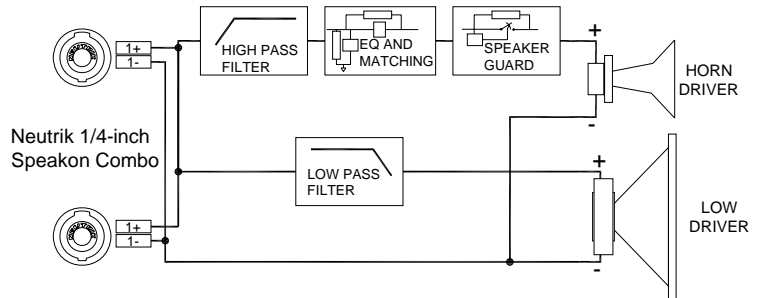 1+
1-
HIGH PASS
FILTER
EQ AND
MATCHING
SPEAKER
GUARD
+
-
HORN
DRIVER
Neutrik 1/4-inch
Speakon Combo
LOW PASS
FILTER
+
-
LOW
DRIVER
1+
1-